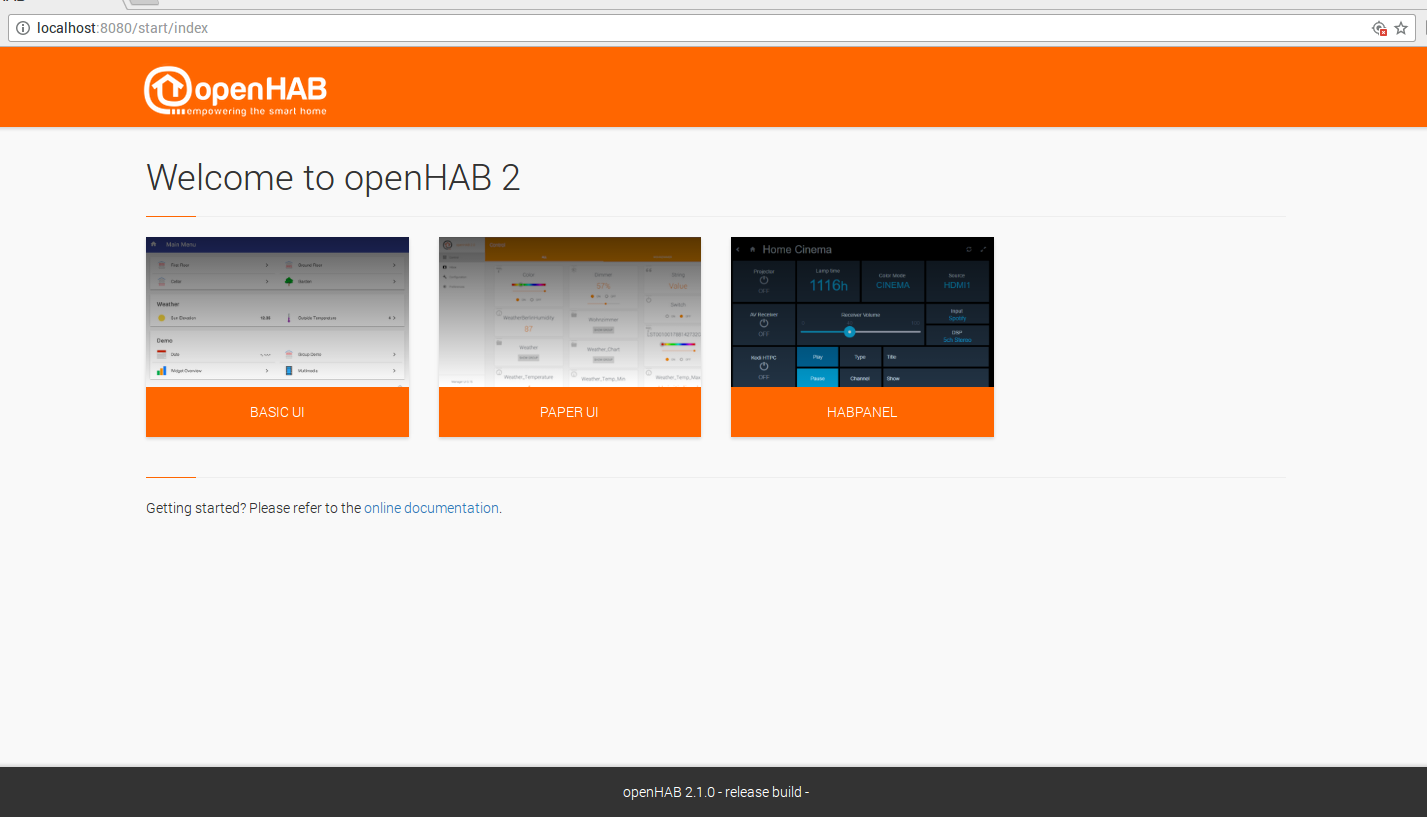 localhost:8080/start/index
openHAB
empowering the smart home
Welcome to openHAB 2
Main Menu
First Floor
Ground Floor
Cellar
Garden
Weather
Sun Elevation
Outside Temperature
Demo
Date
Group Demo
Widget Overview
Multimedia
BASIC UI
Control
Color
Dimmer
String
57%
Value
Switch
97
Weather
Weather_Chart
Weather_Temperature
Weather_Temp_Min
Weather_Temp_Max
PAPER UI
Home Cinema
Projector
OFF
Lamp time
1116h
Color Mode
CINEMA
Source
HDMI1
AV Receiver
OFF
Receiver Volume
Input
Spotify
DSP
5ch Stereo
Kodi HTPC
OFF
Play
Type
Title
Pause
Channel
Show
HABPANEL
Getting started? Please refer to the online documentation.
openHAB 2.1.0 - release build -